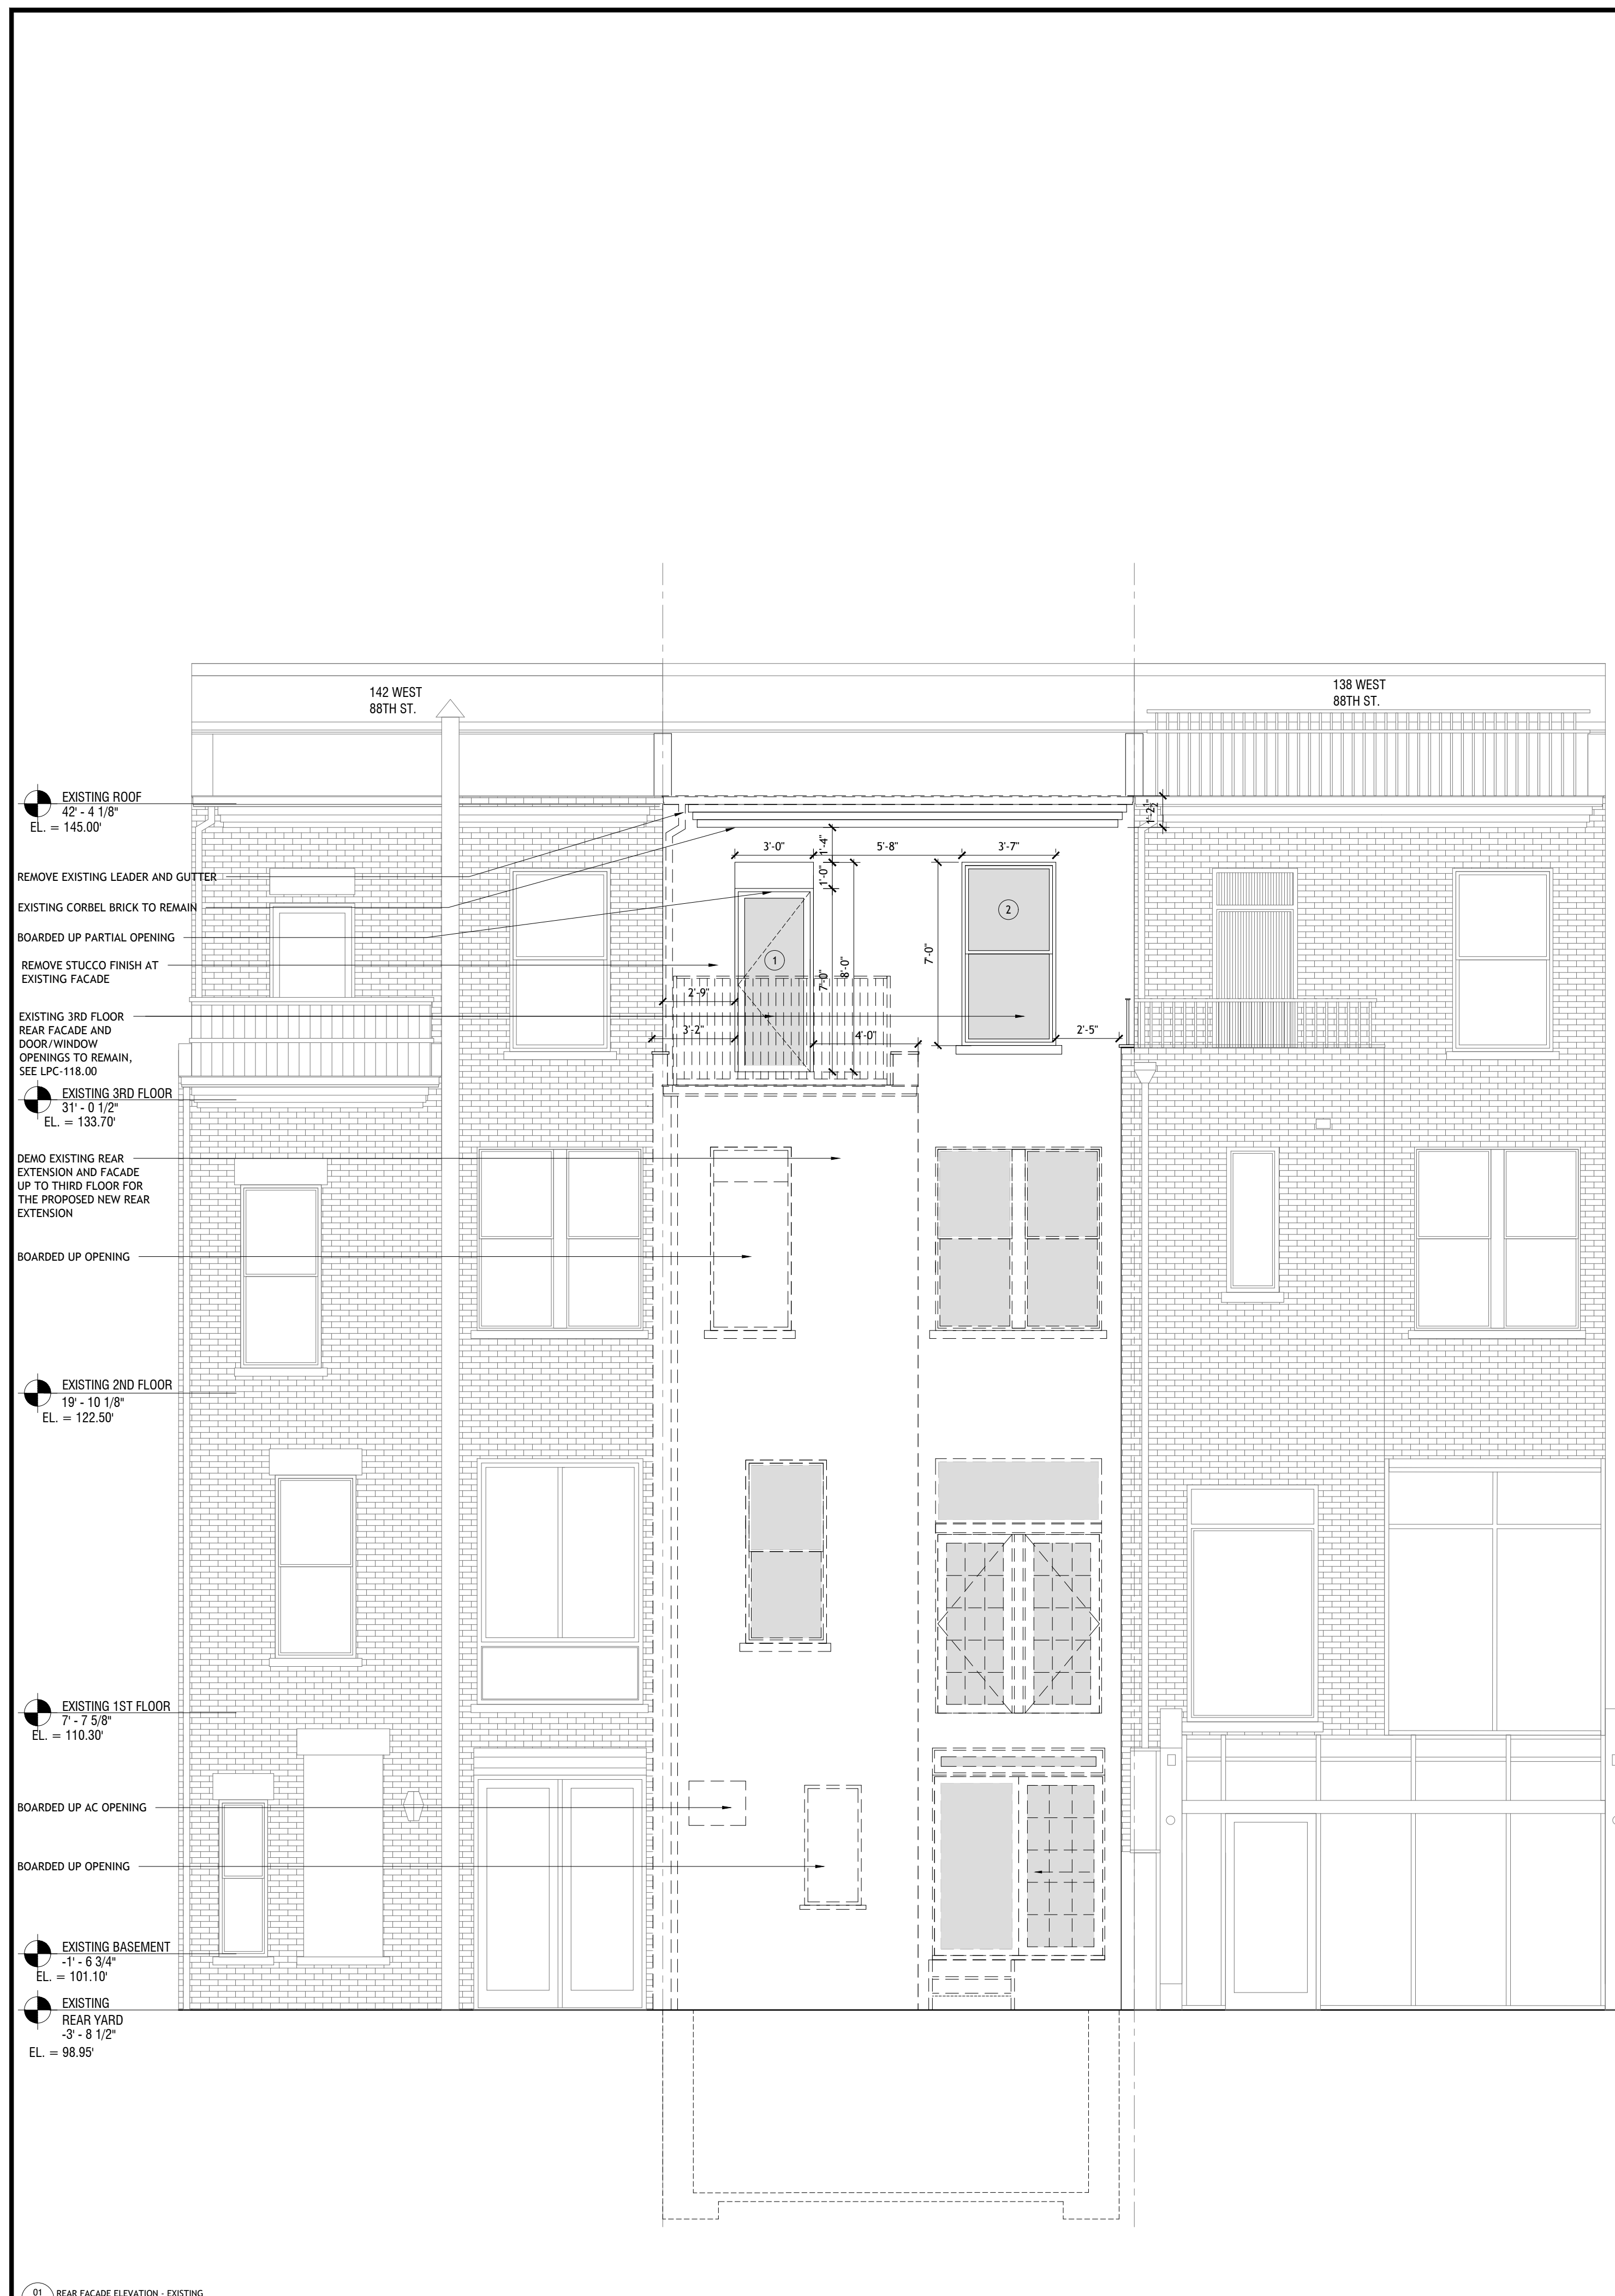 142 WEST
88TH ST.
138 WEST
88TH ST.
EXISTING ROOF
42' - 4 1/8"
EL. = 145.00'
1'-2 1/2"
3'-0"
1'-4"
5'-8"
3'-7"
1'-0"
REMOVE EXISTING LEADER AND GUTTER
EXISTING CORBEL BRICK TO REMAIN
2
BOARDED UP PARTIAL OPENING
REMOVE STUCCO FINISH AT
EXISTING FACADE
1
7'-0"
8'-0"
7'-0"
2'-9"
EXISTING 3RD FLOOR
REAR FACADE AND
DOOR/WINDOW
OPENINGS TO REMAIN,
SEE LPC-118.00
3'-2"
4'-0"
2'-5"
EXISTING 3RD FLOOR
31' - 0 1/2"
EL. = 133.70'
DEMO EXISTING REAR
EXTENSION AND FACADE
UP TO THIRD FLOOR FOR
THE PROPOSED NEW REAR
EXTENSION
BOARDED UP OPENING
EXISTING 2ND FLOOR
19' - 10 1/8"
EL. = 122.50'
EXISTING 1ST FLOOR
7' - 7 5/8"
EL. = 110.30'
BOARDED UP AC OPENING
BOARDED UP OPENING
EXISTING BASEMENT
-1' - 6 3/4"
EL. = 101.10'
EXISTING
REAR YARD
-3' - 8 1/2"
EL. = 98.95'
01
REAR FACADE ELEVATION - EXISTING